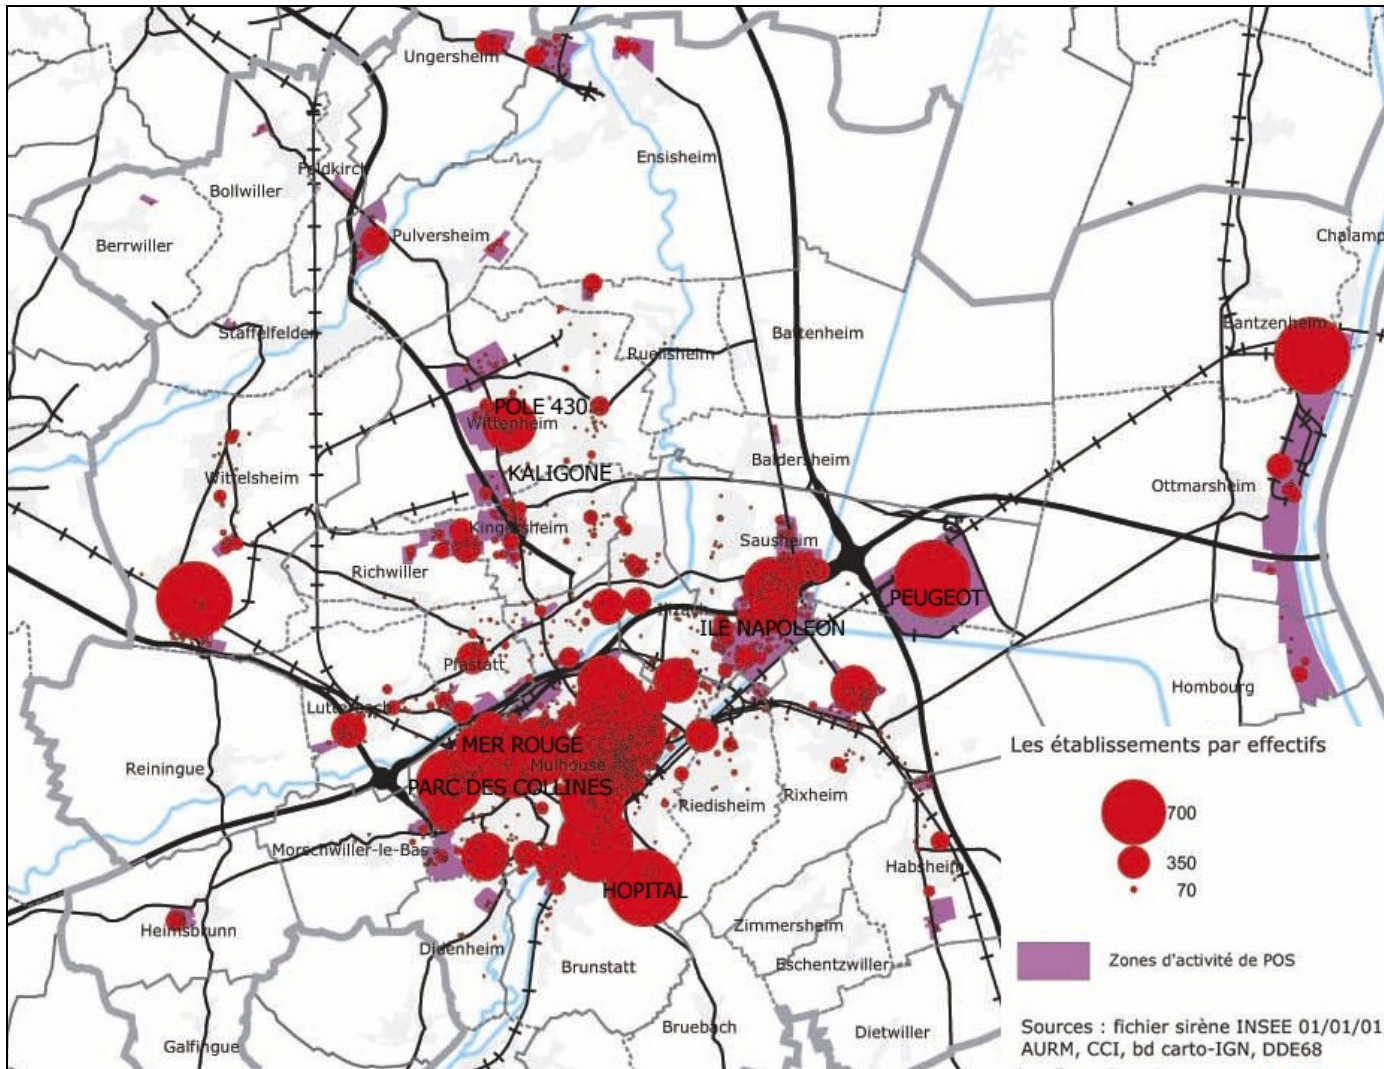 Ungersheim
Ensisheim
Feldkirch
Bollwiller
Pulversheim
Berrwiller
Chalamp
Staffelfelden
Battenheim
Bantzenheim
Ruelisheim
POLE 430
Wittenheim
Baldersheim
KALIGONE
Wittelsheim
Ottmarsheim
Kingersheim
Sausheim
Richwiller
PEUGEOT
Illzach
ILE NAPOLEON
Pfastatt
Hombourg
Lutterbach
MER ROUGE
Mulhouse
Reiningue
PARC DES COLLINES
Riedisheim
Rixheim
Morschwiller-le-Bas
Habsheim
HOPITAL
Heimsbrunn
Zimmersheim
Didenheim
Brunstatt
Eschentzwiller
Bruebach
Dietwiller
Galfingue
Les établissements par effectifs
700
350
70
Zones d'activité de POS
Sources : fichier sirène INSEE 01/01/01
AURM, CCI, bd carto-IGN, DDE68